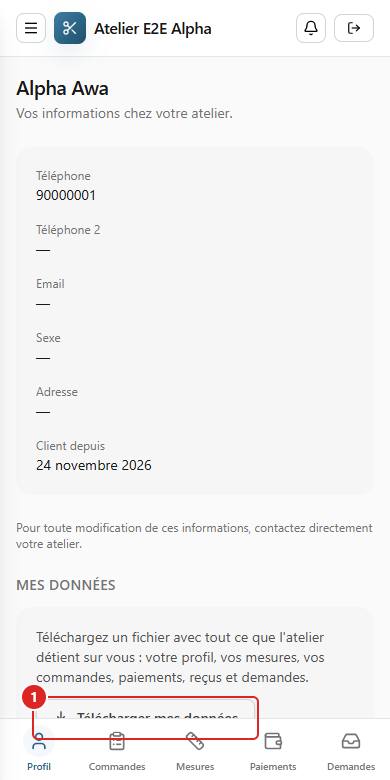 Atelier E2E Alpha
Alpha Awa
Vos informations chez votre atelier.
Téléphone
90000001
Téléphone 2
—
Email
—
Sexe
—
Adresse
—
Client depuis
24 novembre 2026
Pour toute modification de ces informations, contactez directement
votre atelier.
MES DONNÉES
Téléchargez un fichier avec tout ce que l'atelier
détient sur vous : votre profil, vos mesures, vos
commandes, paiements, reçus et demandes.
1
Télécharger mes données
Profil
Commandes
Mesures
Paiements
Demandes